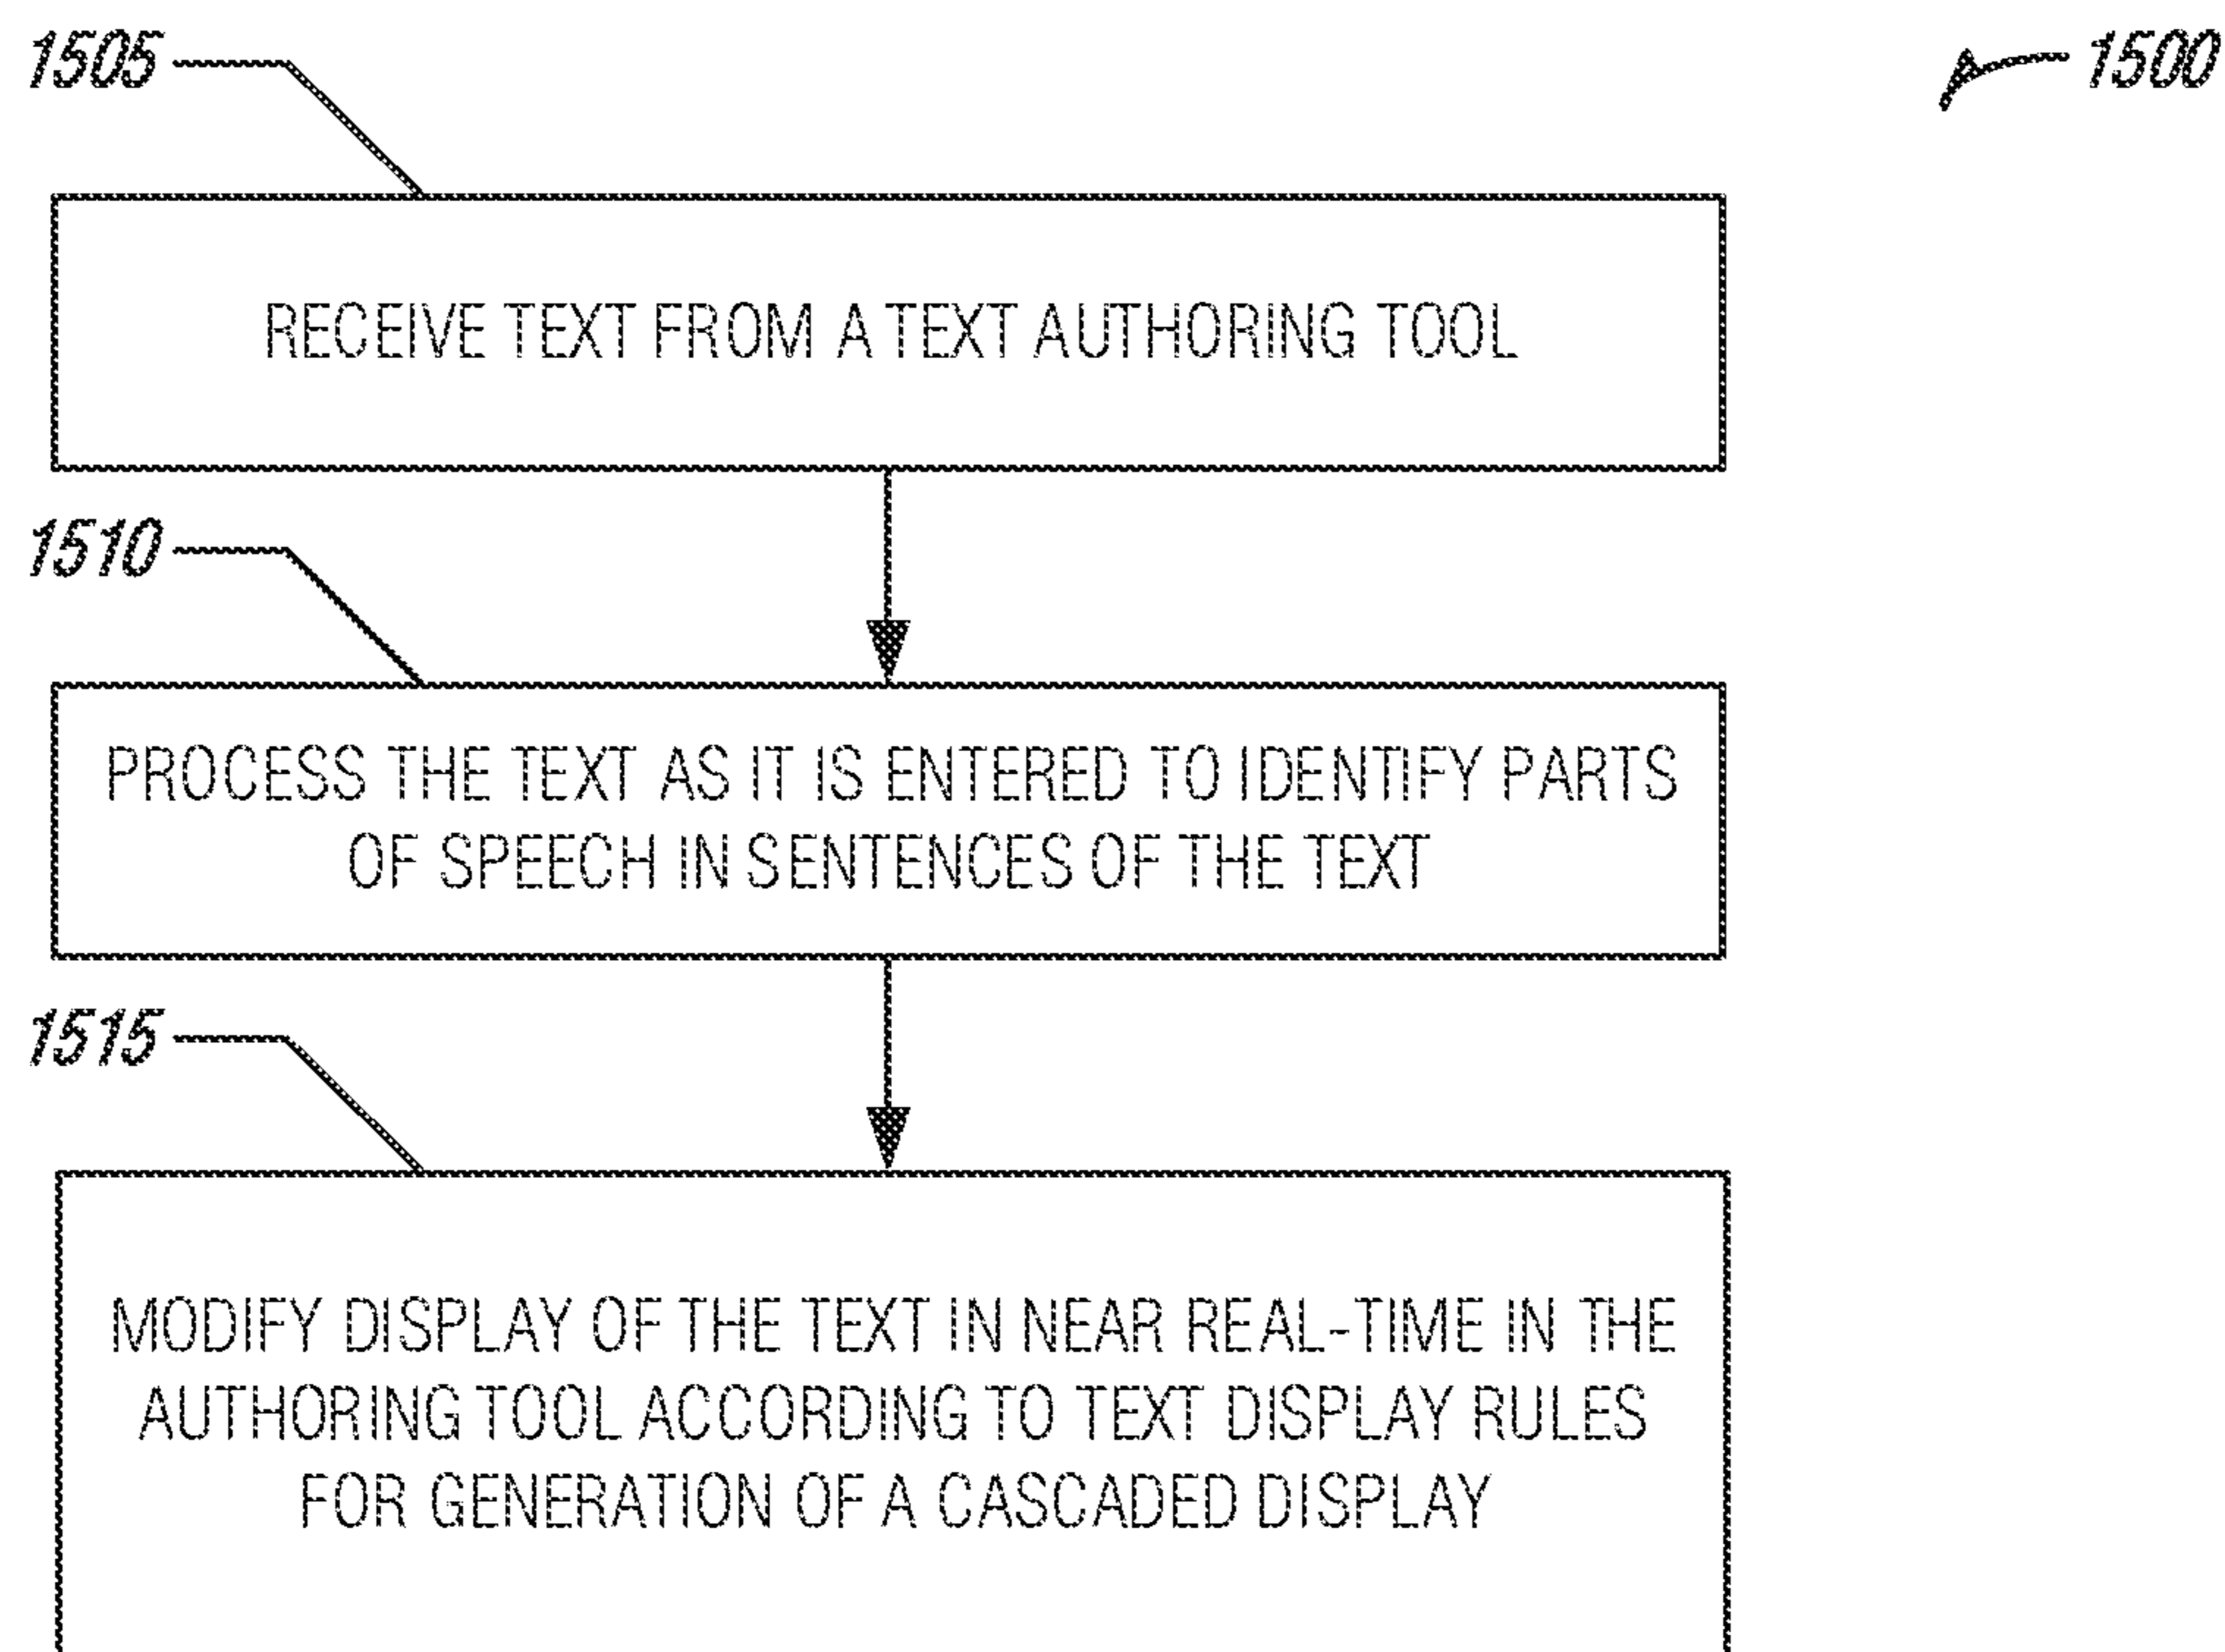 1505
1500
RECEIVE TEXT FROM A TEXT AUTHORING TOOL
1510
PROCESS THE TEXT AS IT IS ENTERED TO IDENTIFY PARTS
OF SPEECH IN SENTENCES OF THE TEXT
1515
MODIFY DISPLAY OF THE TEXT IN NEAR REAL-TIME IN THE
AUTHORING TOOL ACCORDING TO TEXT DISPLAY RULES
FOR GENERATION OF A CASCADED DISPLAY